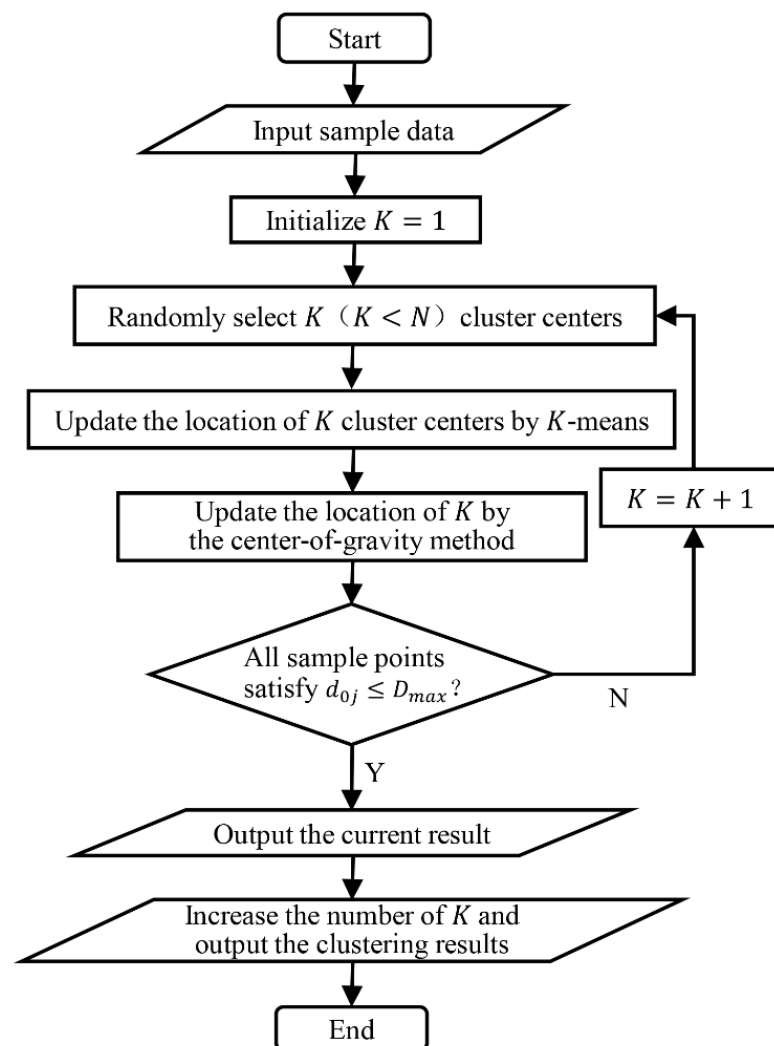 Start
Input sample data
Initialize K = 1
Randomly select K（K < N）cluster centers
Update the location of K cluster centers by K-means
Update the location of K by
the center-of-gravity method
K = K + 1
All sample points
satisfy d₀ⱼ ≤ Dₘₐₓ?
N
Y
Output the current result
Increase the number of K and
output the clustering results
End